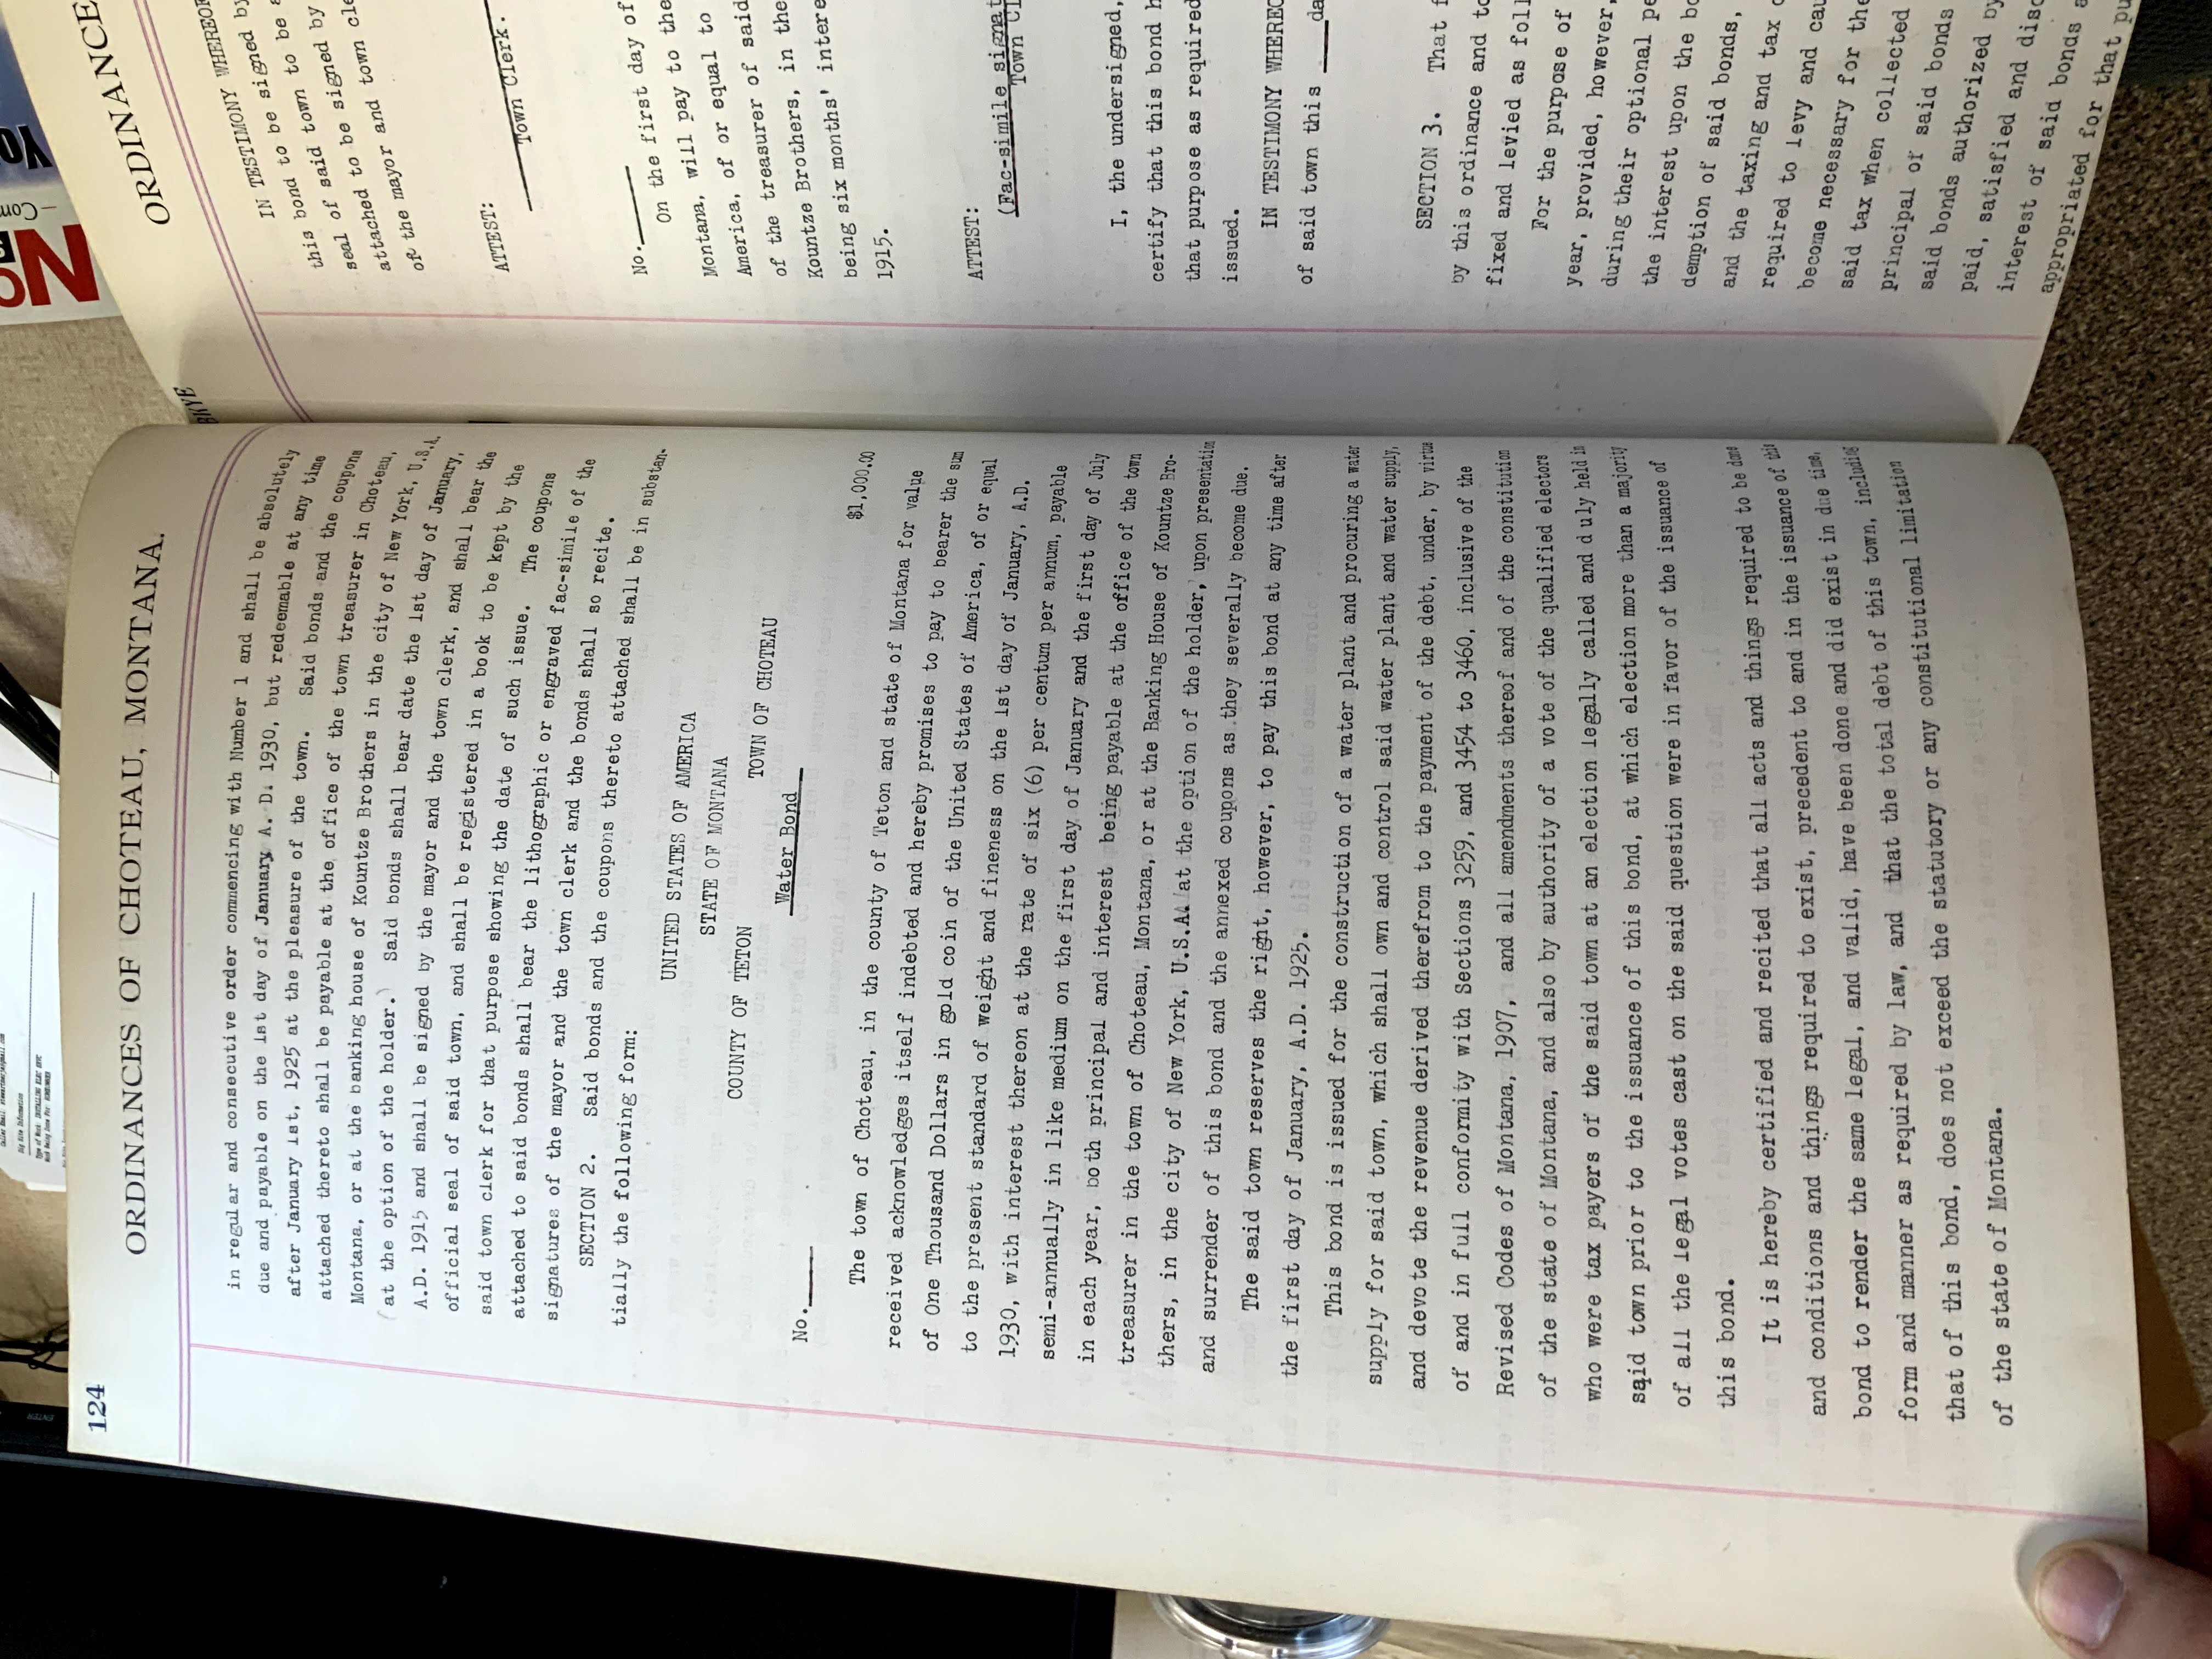 124
ORDINANCES OF CHOTEAU, MONTANA.
in regular and consecutive order commencing with Number 1 and shall be absolutely
due and payable on the 1st day of January A. D. 1930, but redeemable at any time
after January 1st, 1925 at the pleasure of the town. Said bonds and the coupons
attached thereto shall be payable at the office of the town treasurer in Choteau,
Montana, or at the banking house of Kountze Brothers in the city of New York, U.S.A.
(at the option of the holder.) Said bonds shall bear date the 1st day of January,
A.D. 1915 and shall be signed by the mayor and the town clerk, and shall bear the
official seal of said town, and shall be registered in a book to be kept by the
said town clerk for that purpose showing the date of such issue. The coupons
attached to said bonds shall bear the lithographic or engraved fac-simile of the
signatures of the mayor and the town clerk and the bonds shall so recite.
SECTION 2. Said bonds and the coupons thereto attached shall be in substan-
tially the following form:
UNITED STATES OF AMERICA
STATE OF MONTANA
COUNTY OF TETON TOWN OF CHOTEAU
Water Bond
No. $1,000.00
The town of Choteau, in the county of Teton and state of Montana for value
received acknowledges itself indebted and hereby promises to pay to bearer the sum
of One Thousand Dollars in gold coin of the United States of America, of or equal
to the present standard of weight and fineness on the 1st day of January, A.D.
1930, with interest thereon at the rate of six (6) per centum per annum, payable
semi-annually in like medium on the first day of January and the first day of July
in each year, both principal and interest being payable at the office of the town
treasurer in the town of Choteau, Montana, or at the Banking House of Kountze Bro-
thers, in the city of New York, U.S.A. at the option of the holder, upon presentation
and surrender of this bond and the annexed coupons as they severally become due.
The said town reserves the right, however, to pay this bond at any time after
the first day of January, A.D. 1925.
This bond is issued for the construction of a water plant and procuring a water
supply for said town, which shall own and control said water plant and water supply,
and devote the revenue derived therefrom to the payment of the debt, under, by virtue
of and in full conformity with Sections 3259, and 3454 to 3460, inclusive of the
Revised Codes of Montana, 1907, and all amendments thereof and of the constitution
of the state of Montana, and also by authority of a vote of the qualified electors
who were tax payers of the said town at an election legally called and duly held in
said town prior to the issuance of this bond, at which election more than a majority
of all the legal votes cast on the said question were in favor of the issuance of
this bond.
It is hereby certified and recited that all acts and things required to be done
and conditions and things required to exist, precedent to and in the issuance of this
bond to render the same legal, and valid, have been done and did exist in due time,
form and manner as required by law, and that the total debt of this town, including
that of this bond, does not exceed the statutory or any constitutional limitation
of the state of Montana.
ORDINANCE
IN TESTIMONY WHEREOF
this bond to be signed by
seal of said town to be
attached to be signed by
of the mayor and town cle
ATTEST:
Town Clerk.
No.
On the first day of
Montana, will pay to the
America, of or equal to
of the treasurer of said
Kountze Brothers, in the
being six months' intere
1915.
ATTEST:
(Fac-simile signat
Town Cl
I, the undersigned,
certify that this bond h
that purpose as required
issued.
IN TESTIMONY WHEREO
of said town this da
SECTION 3. That f
by this ordinance and to
fixed and levied as foll
For the purpose of
year, provided, however,
during their optional pe
the interest upon the bo
demption of said bonds,
and the taxing and tax
required to levy and cau
become necessary for the
said tax when collected
principal of said bonds
said bonds authorized by
paid, satisfied and disc
interest of said bonds a
appropriated for that pu
ENTER